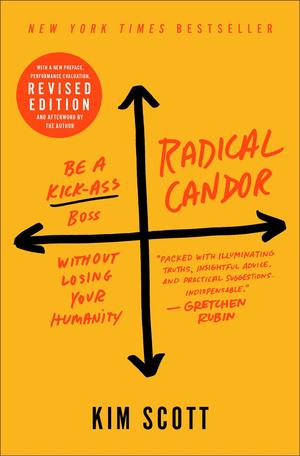 NEW YORK TIMES BESTSELLER
WITH A NEW PREFACE,
PERFORMANCE EVALUATION,
REVISED
EDITION
AND AFTERWORD BY
THE AUTHOR
RADICAL
CANDOR
BE A
KICK-ASS
BOSS
WITHOUT
LOSING
YOUR
HUMANITY
"PACKED WITH ILLUMINATING
TRUTHS, INSIGHTFUL ADVICE,
AND PRACTICAL SUGGESTIONS.
INDISPENSABLE."
— GRETCHEN
RUBIN
KIM SCOTT